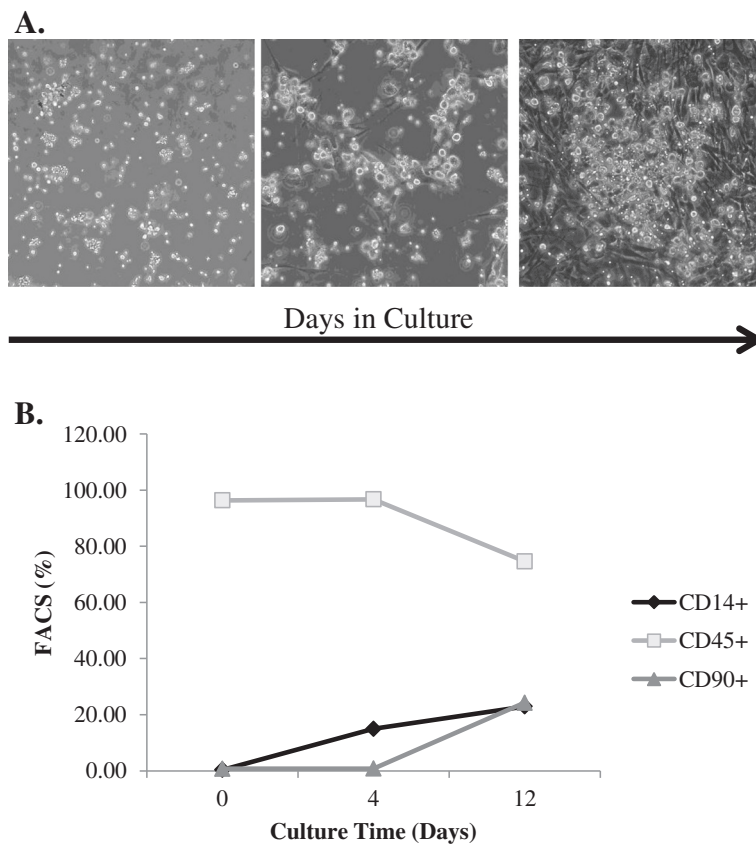 A.
Days in Culture
B.
120.00
100.00
80.00
60.00
40.00
20.00
0.00
FACS (%)
0 4 12
Culture Time (Days)
CD14+
CD45+
CD90+